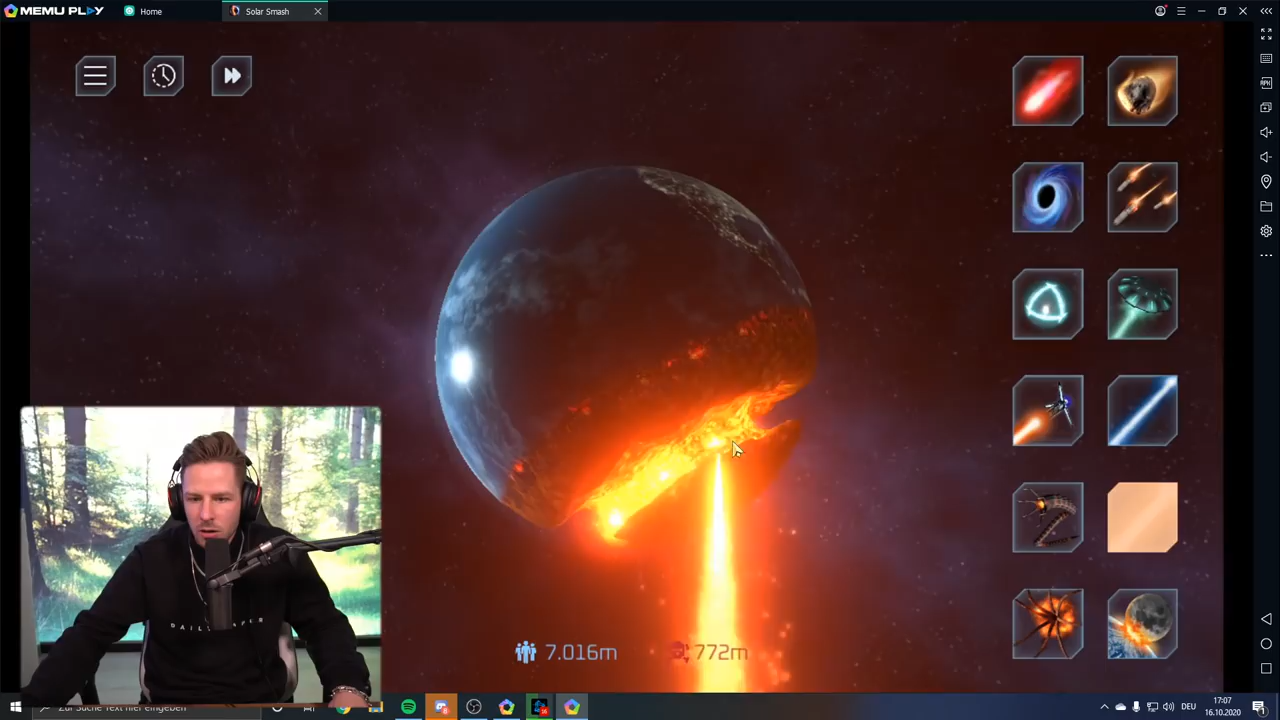 MEMU PLAY
Home
Solar Smash
7.016m
772m
Zur Suche Text hier eingeben
DEU
17:07
16.10.2020